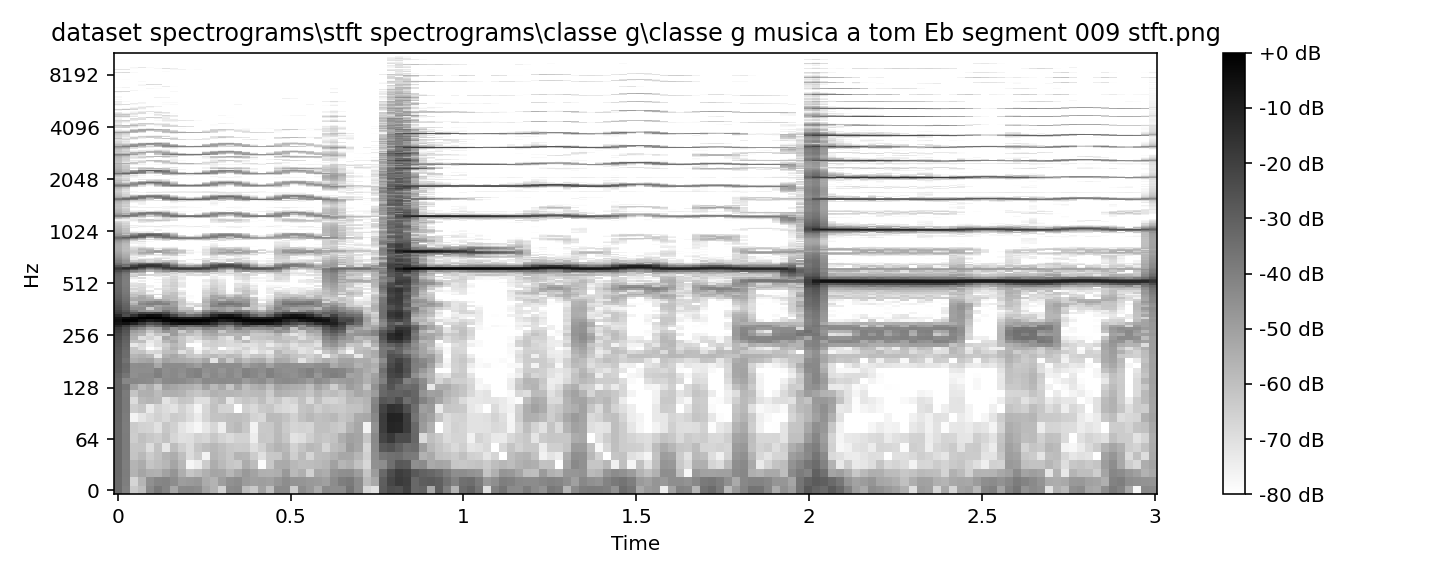 dataset spectrograms\stft spectrograms\classe g\classe g musica a tom Eb segment 009 stft.png
8192
4096
2048
1024
512
256
128
64
0
Hz
0
0.5
1
1.5
2
2.5
3
Time
+0 dB
-10 dB
-20 dB
-30 dB
-40 dB
-50 dB
-60 dB
-70 dB
-80 dB